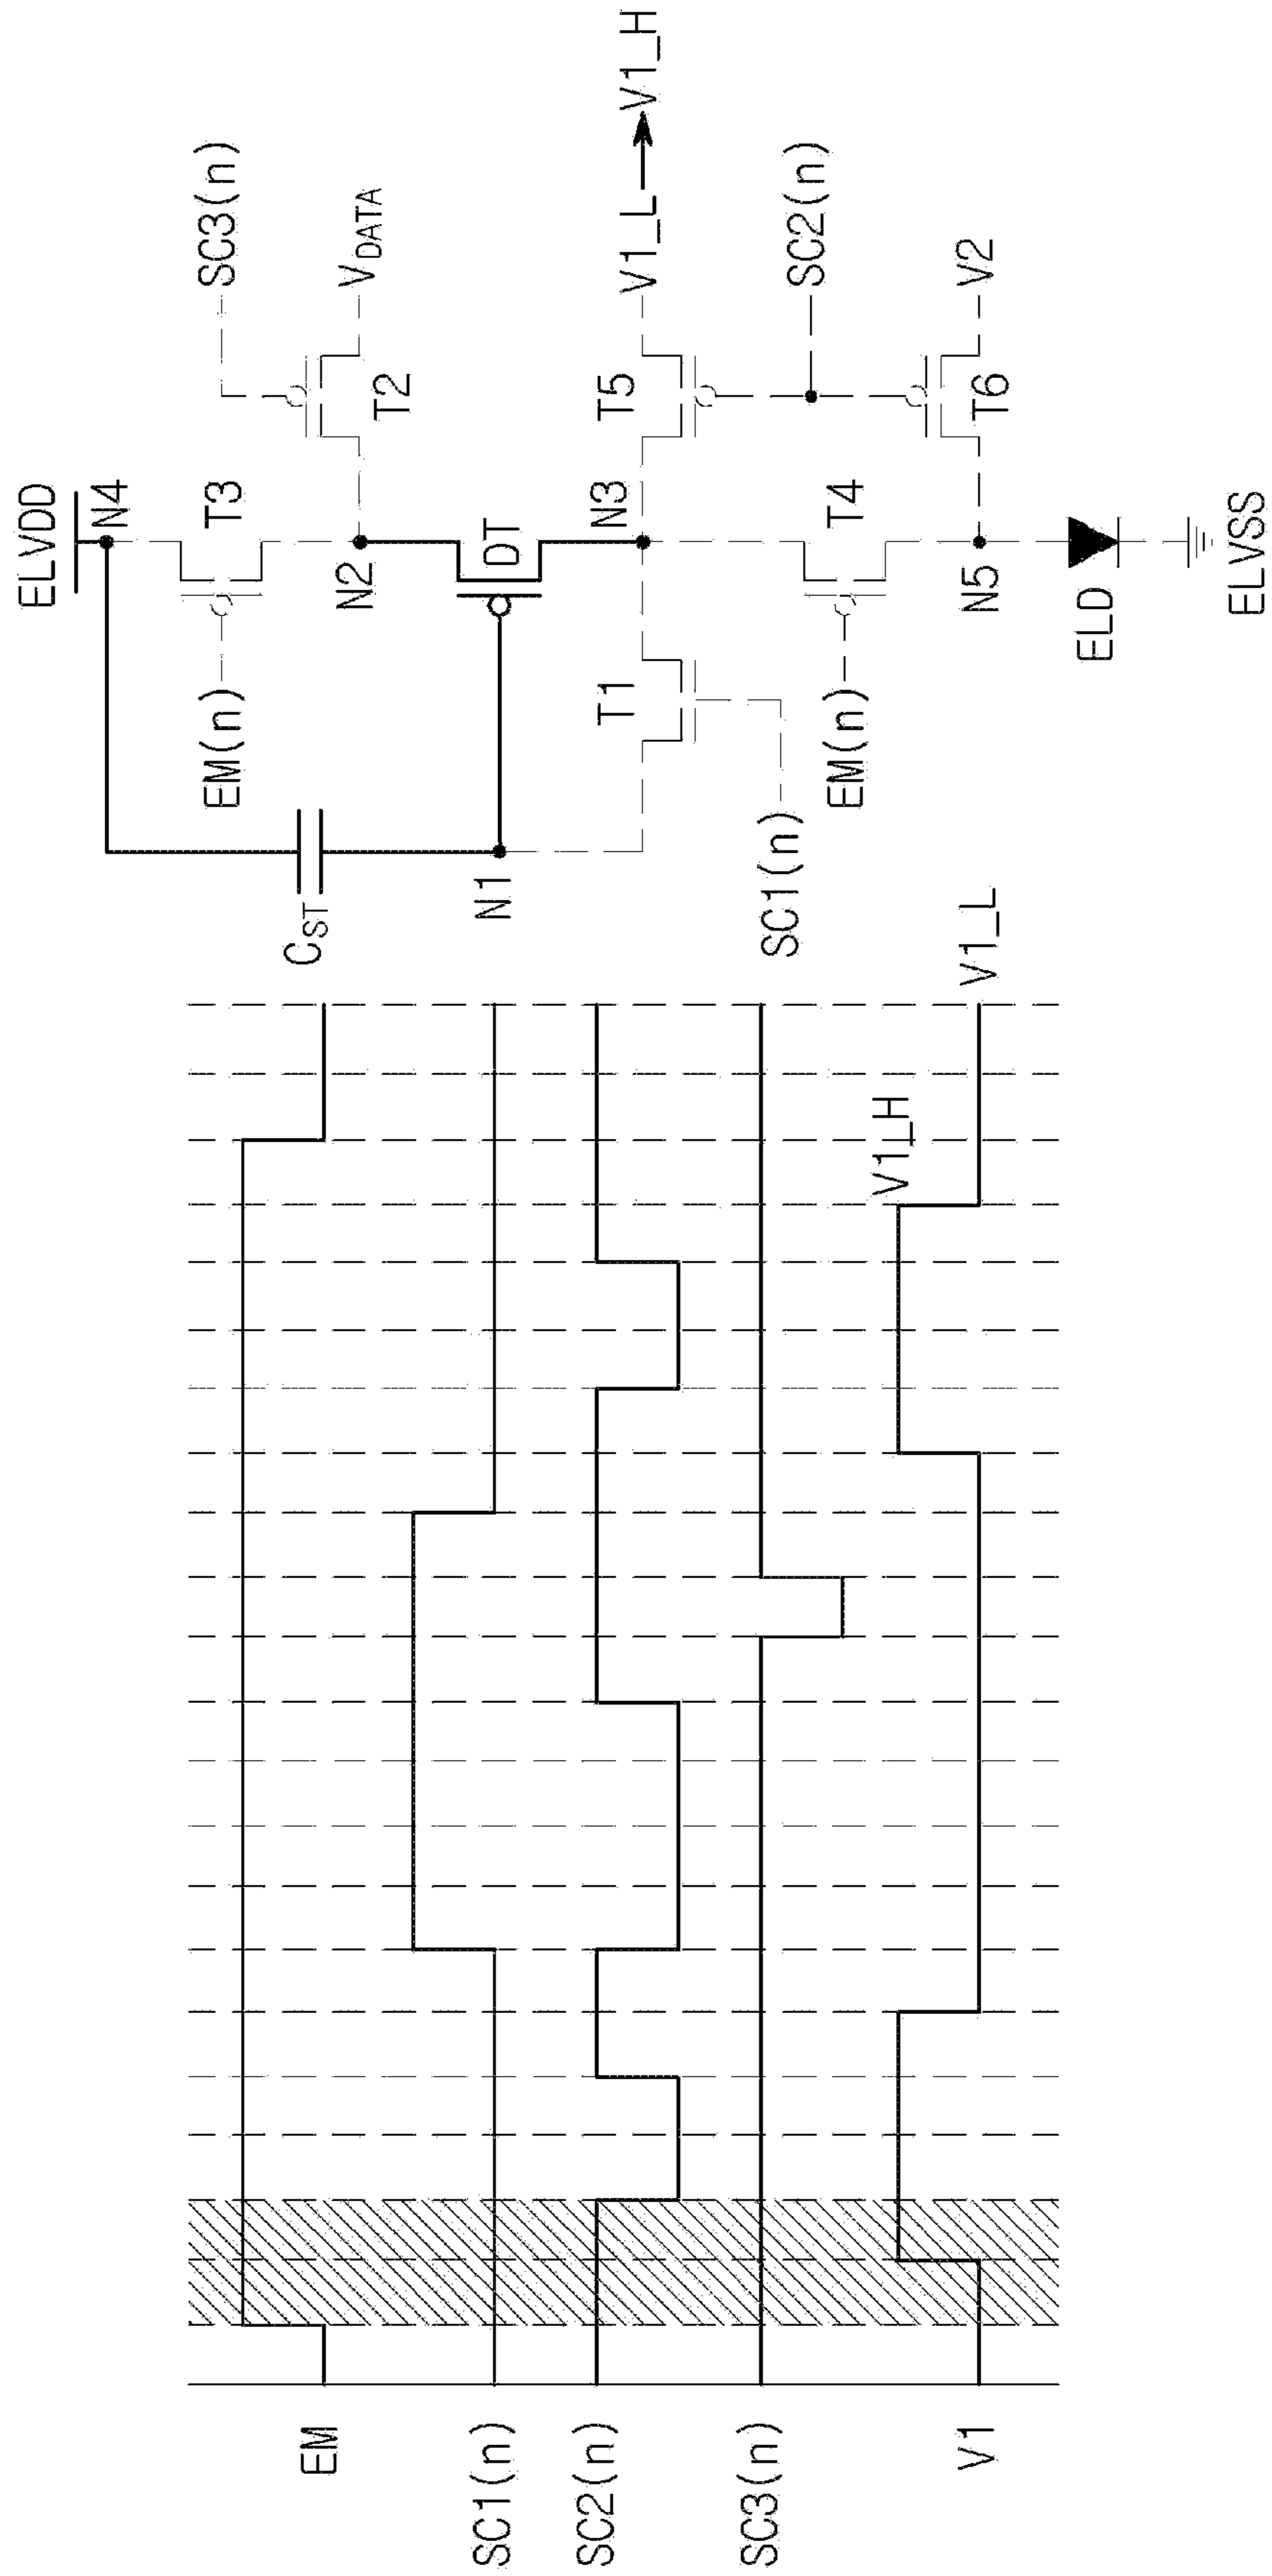 EM
SC1(n)
SC2(n)
SC3(n)
V1
V1_H
V1_L
ELVDD
N4
SC3(n)
T3
EM(n)
T2
VDATA
CST
N2
DT
N1
N3
T5
V1_L
V1_H
T1
SC1(n)
SC2(n)
T4
EM(n)
T6
V2
N5
ELD
ELVSS